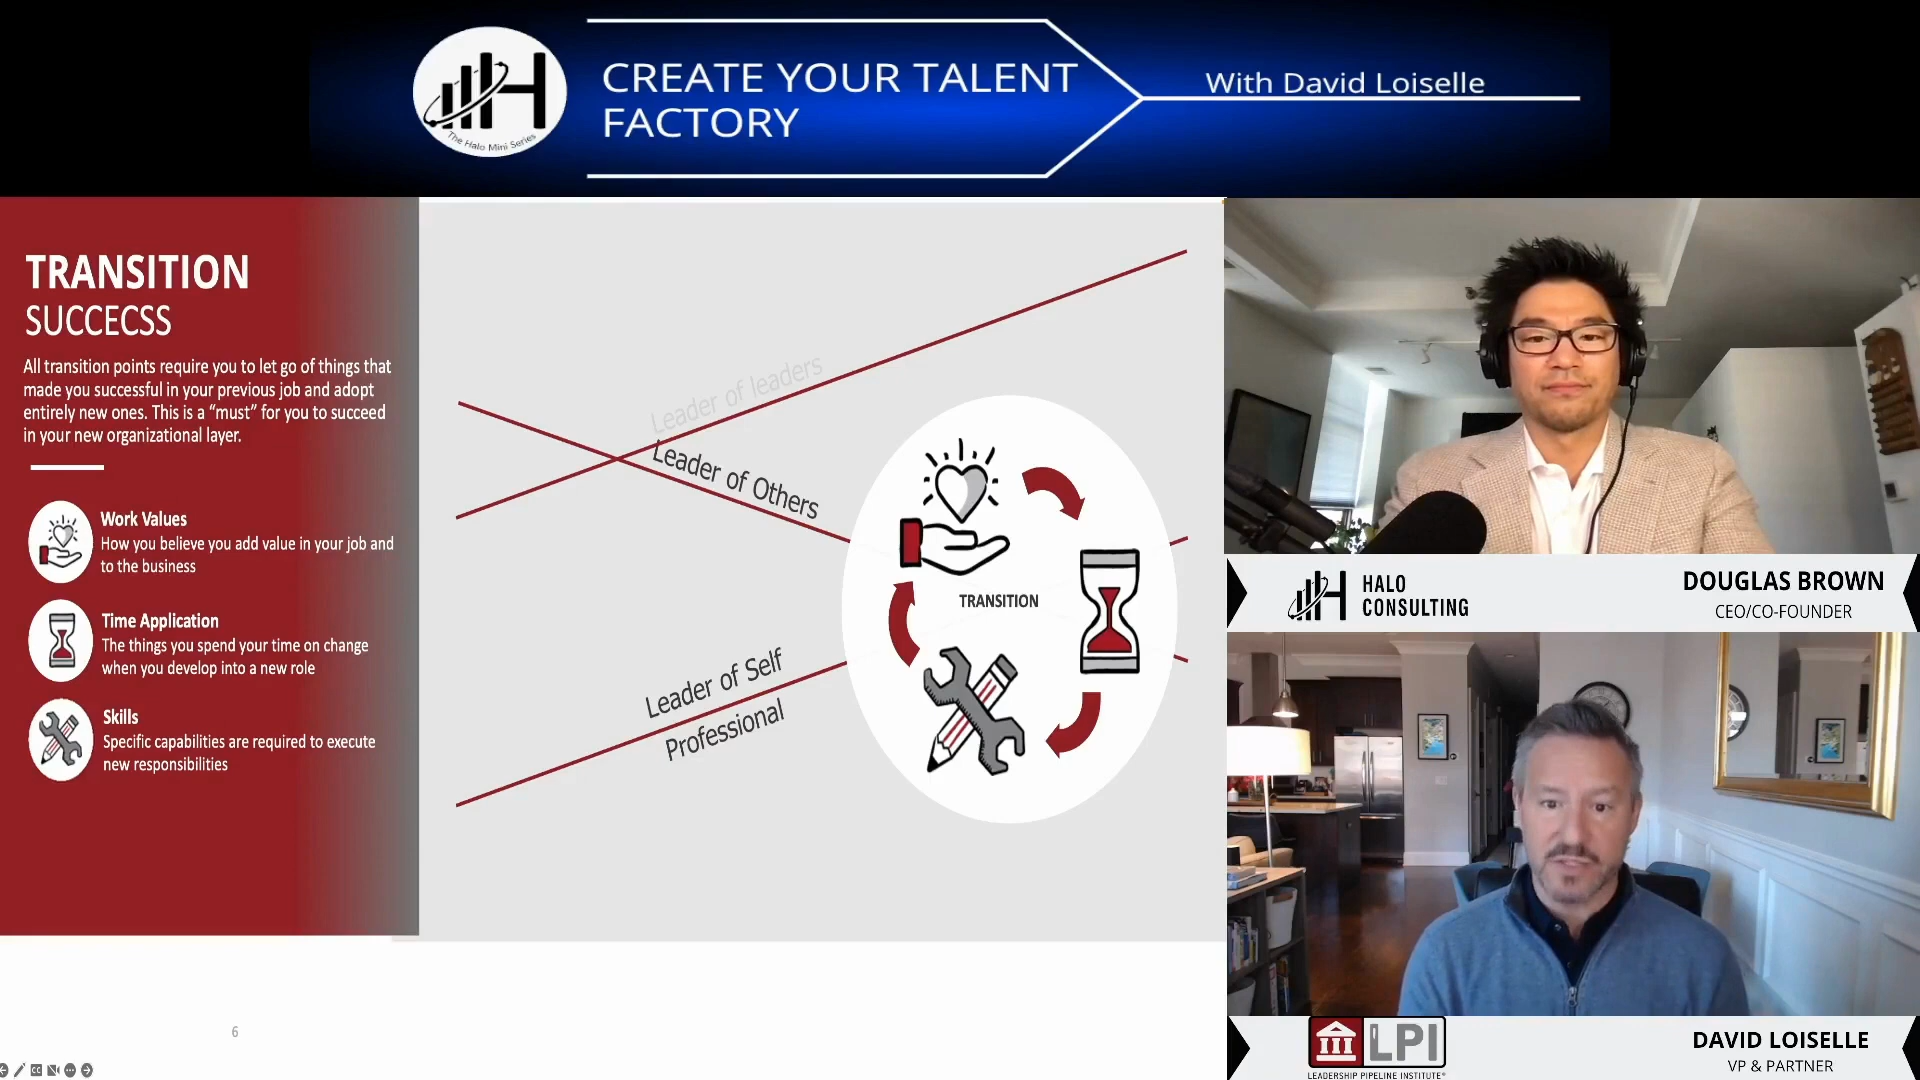 The Halo Mini Series
CREATE YOUR TALENT
FACTORY
With David Loiselle
TRANSITION
SUCCECSS
All transition points require you to let go of things that
made you successful in your previous job and adopt
entirely new ones. This is a “must” for you to succeed
in your new organizational layer.
Work Values
How you believe you add value in your job and
to the business
Time Application
The things you spend your time on change
when you develop into a new role
Skills
Specific capabilities are required to execute
new responsibilities
Leader of leaders
Leader of Others
TRANSITION
Leader of Self
Professional
6
H HALO
CONSULTING
DOUGLAS BROWN
CEO/CO-FOUNDER
LPI
LEADERSHIP PIPELINE INSTITUTE®
DAVID LOISELLE
VP & PARTNER